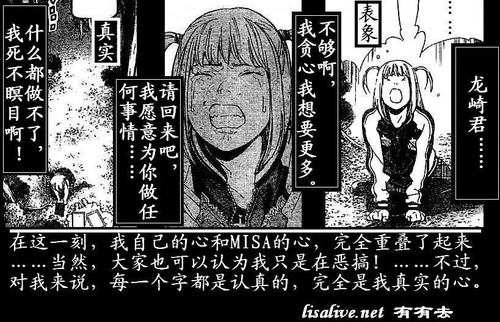 ……
龙崎君……
表象
不够啊，
我贪心我想要更多。
请回来吧，
我愿意为你做任
何事情……
真实
什么都做不了，
我死不瞑目啊！
在这一刻，我自己的心和MISA的心，完全重叠了起来
……当然，大家也可以认为我只是在恶搞！……不过，
对我来说，每一个字都是认真的，完全是我真实的心。
lisalive.net 有有去